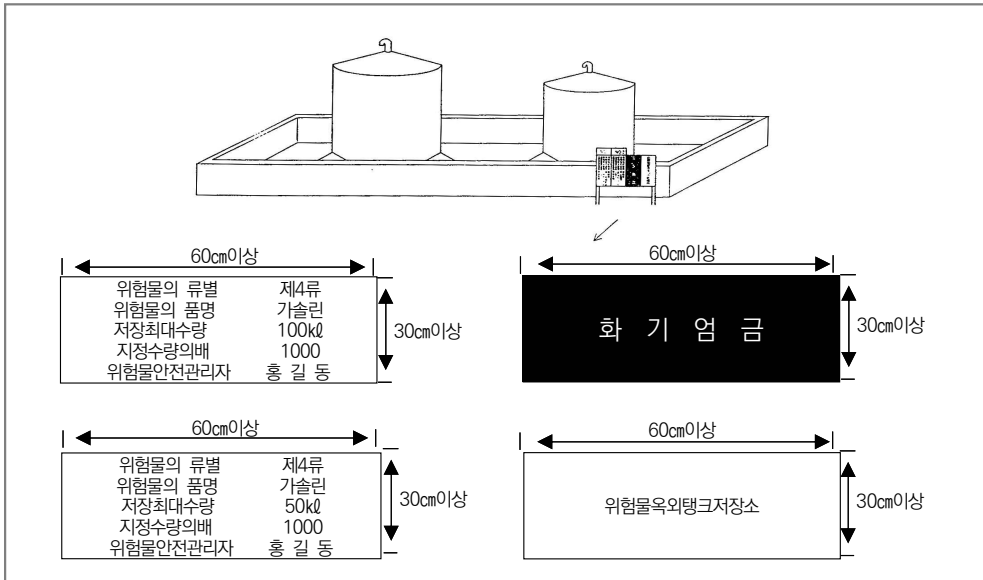 60㎝이상
위험물의 류별 제4류
위험물의 품명 가솔린
저장최대수량 100㎘
지정수량의배 1000
위험물안전관리자 홍 길 동
30㎝이상
60㎝이상
화 기 엄 금
30㎝이상
60㎝이상
위험물의 류별 제4류
위험물의 품명 가솔린
저장최대수량 50㎘
지정수량의배 1000
위험물안전관리자 홍 길 동
30㎝이상
60㎝이상
위험물옥외탱크저장소
30㎝이상